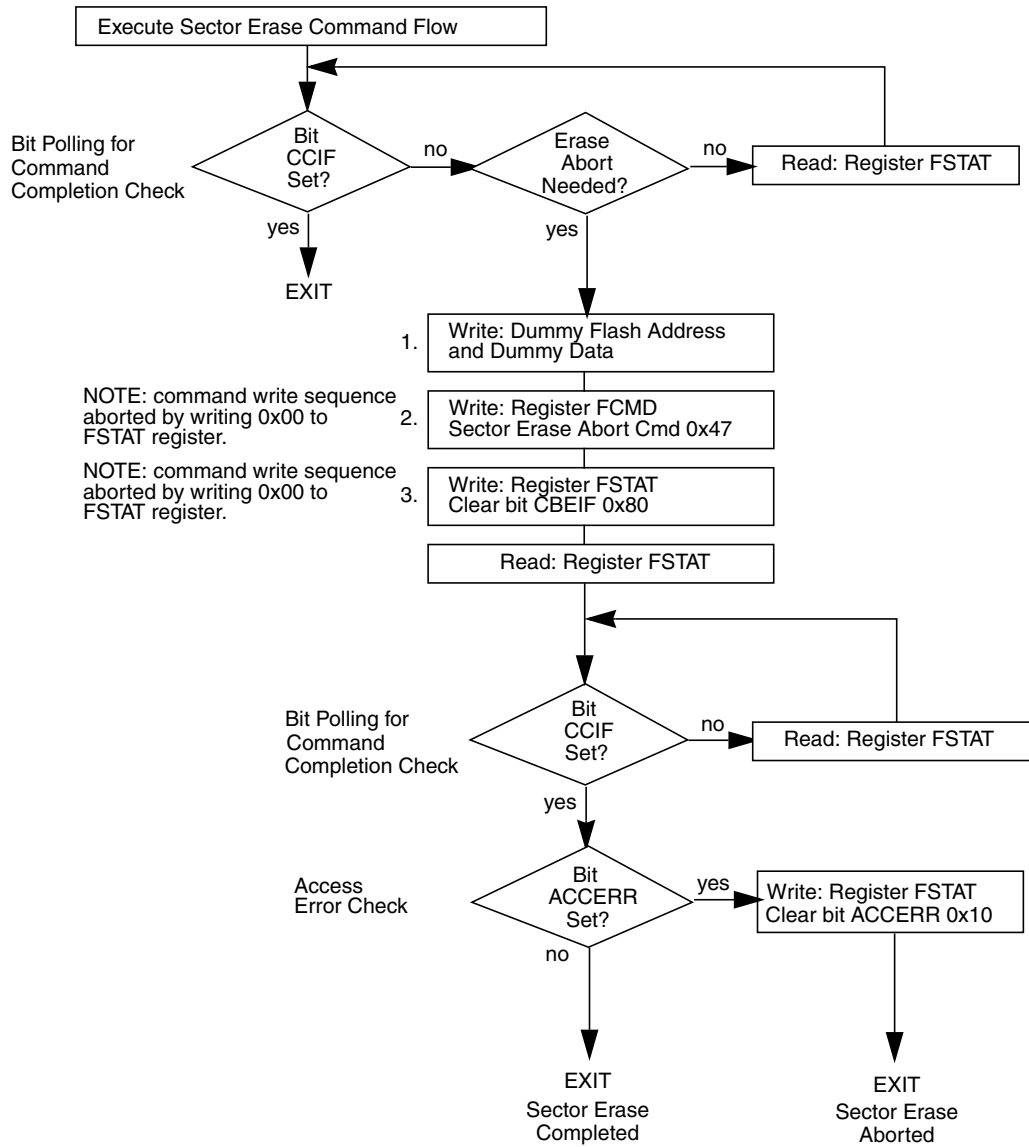 Execute Sector Erase Command Flow
Bit Polling for
Command
Completion Check
Bit
CCIF
Set?
no
Erase
Abort
Needed?
no
Read: Register FSTAT
yes
EXIT
yes
1.
Write: Dummy Flash Address
and Dummy Data
NOTE: command write sequence
aborted by writing 0x00 to
FSTAT register.
2.
Write: Register FCMD
Sector Erase Abort Cmd 0x47
NOTE: command write sequence
aborted by writing 0x00 to
FSTAT register.
3.
Write: Register FSTAT
Clear bit CBEIF 0x80
Read: Register FSTAT
Bit Polling for
Command
Completion Check
Bit
CCIF
Set?
no
Read: Register FSTAT
yes
Access
Error Check
Bit
ACCERR
Set?
yes
Write: Register FSTAT
Clear bit ACCERR 0x10
no
EXIT
Sector Erase
Completed
EXIT
Sector Erase
Aborted